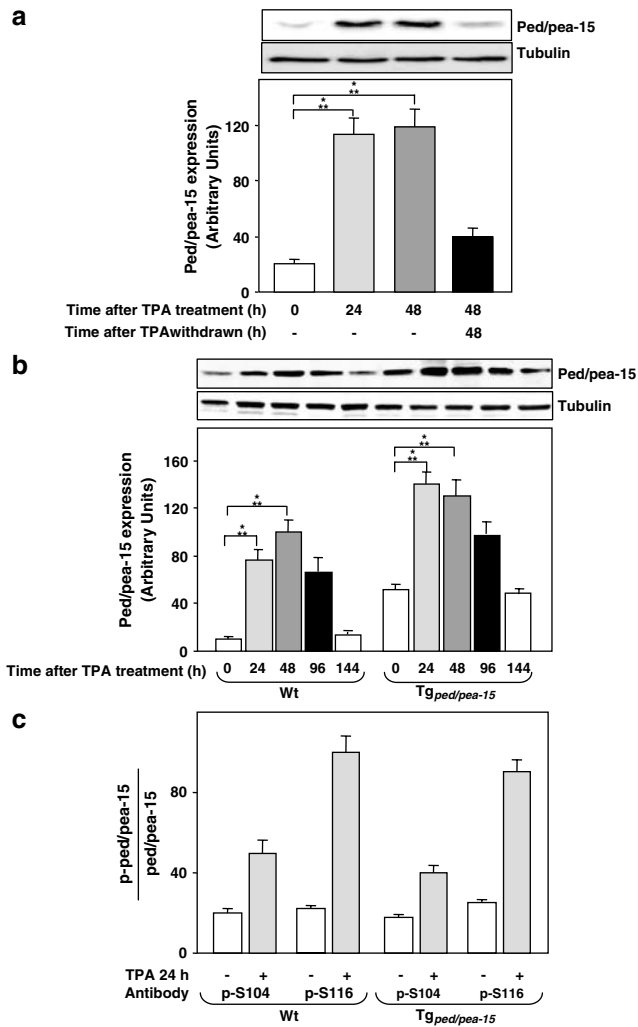 a
Ped/pea-15
Tubulin
Ped/pea-15 expression
(Arbitrary Units)
120
80
40
0
*
**
*
**
Time after TPA treatment (h) 0 24 48 48
Time after TPAwithdrawn (h) - - - 48
b
Ped/pea-15
Tubulin
Ped/pea-15 expression
(Arbitrary Units)
160
120
80
40
0
*
**
*
**
*
**
*
**
Time after TPA treatment (h) 0 24 48 96 144 0 24 48 96 144
Wt Tgped/pea-15
c
p-ped/pea-15
ped/pea-15
80
40
0
TPA 24 h - + - + - + - +
Antibody p-S104 p-S116 p-S104 p-S116
Wt Tgped/pea-15